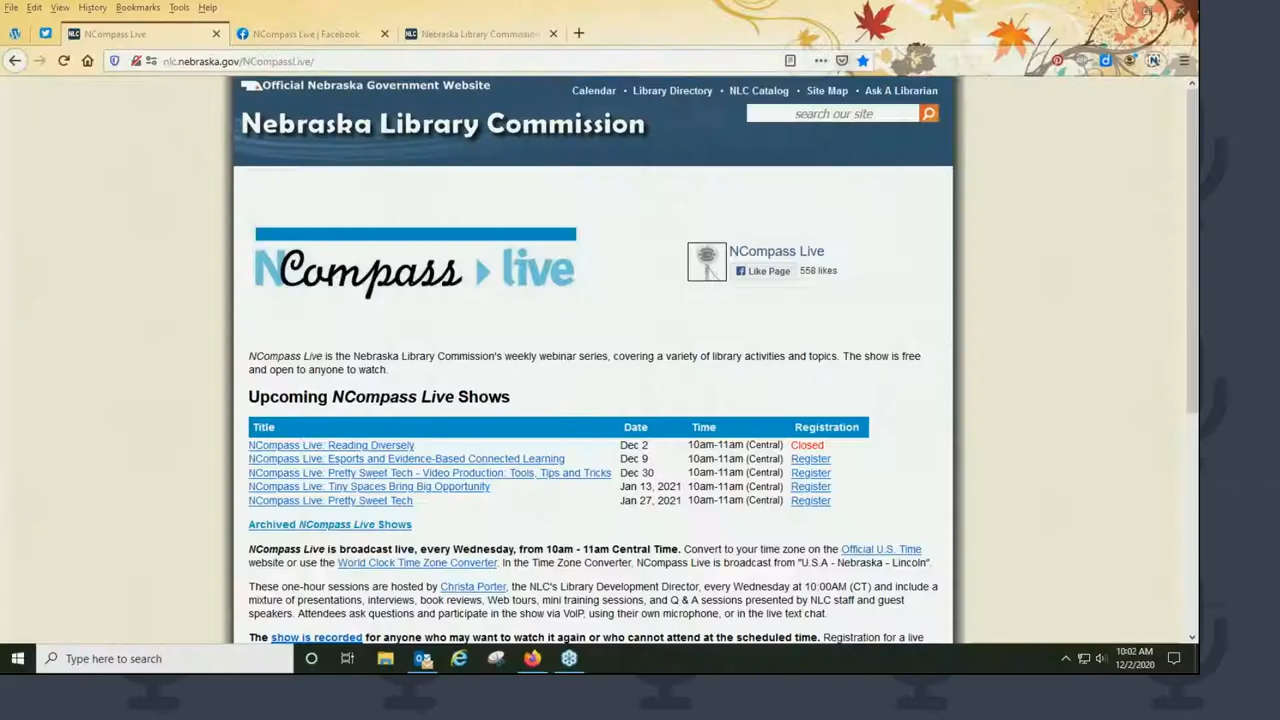 File Edit View History Bookmarks Tools Help
NCompass Live × NCompass Live | Facebook × Nebraska Library Commission × +
nlc.nebraska.gov/NCompassLive/
Official Nebraska Government Website
Calendar • Library Directory • NLC Catalog • Site Map • Ask A Librarian
Nebraska Library Commission
search our site
NCompass live
NCompass Live
Like Page 558 likes
NCompass Live is the Nebraska Library Commission's weekly webinar series, covering a variety of library activities and topics. The show is free
and open to anyone to watch.
Upcoming NCompass Live Shows
Title Date Time Registration
NCompass Live: Reading Diversely Dec 2 10am-11am (Central) Closed
NCompass Live: Esports and Evidence-Based Connected Learning Dec 9 10am-11am (Central) Register
NCompass Live: Pretty Sweet Tech - Video Production: Tools, Tips and Tricks Dec 30 10am-11am (Central) Register
NCompass Live: Tiny Spaces Bring Big Opportunity Jan 13, 2021 10am-11am (Central) Register
NCompass Live: Pretty Sweet Tech Jan 27, 2021 10am-11am (Central) Register
Archived NCompass Live Shows
NCompass Live is broadcast live, every Wednesday, from 10am - 11am Central Time. Convert to your time zone on the Official U.S. Time
website or use the World Clock Time Zone Converter. In the Time Zone Converter, NCompass Live is broadcast from "U.S.A - Nebraska - Lincoln".
These one-hour sessions are hosted by Christa Porter, the NLC's Library Development Director, every Wednesday at 10:00AM (CT) and include a
mixture of presentations, interviews, book reviews, Web tours, mini training sessions, and Q & A sessions presented by NLC staff and guest
speakers. Attendees ask questions and participate in the show via VoIP, using their own microphone, or in the live text chat.
The show is recorded for anyone who may want to watch it again or who cannot attend at the scheduled time. Registration for a live
Type here to search
10:02 AM
12/2/2020